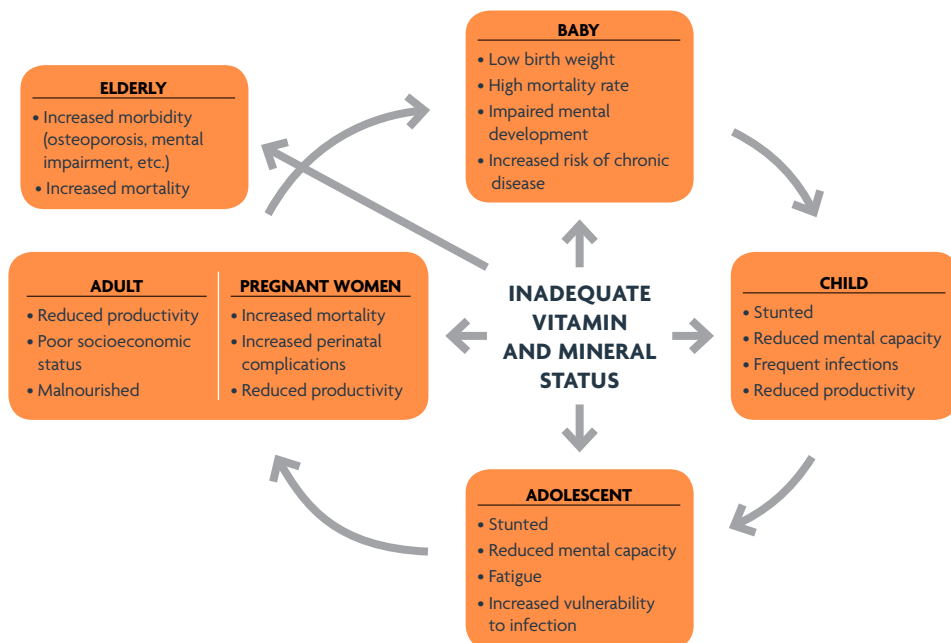 BABY
• Low birth weight
• High mortality rate
• Impaired mental
development
• Increased risk of chronic
disease
ELDERLY
• Increased morbidity
(osteoporosis, mental
impairment, etc.)
• Increased mortality
ADULT
• Reduced productivity
• Poor socioeconomic
status
• Malnourished
PREGNANT WOMEN
• Increased mortality
• Increased perinatal
complications
• Reduced productivity
INADEQUATE
VITAMIN
AND MINERAL
STATUS
CHILD
• Stunted
• Reduced mental capacity
• Frequent infections
• Reduced productivity
ADOLESCENT
• Stunted
• Reduced mental capacity
• Fatigue
• Increased vulnerability
to infection